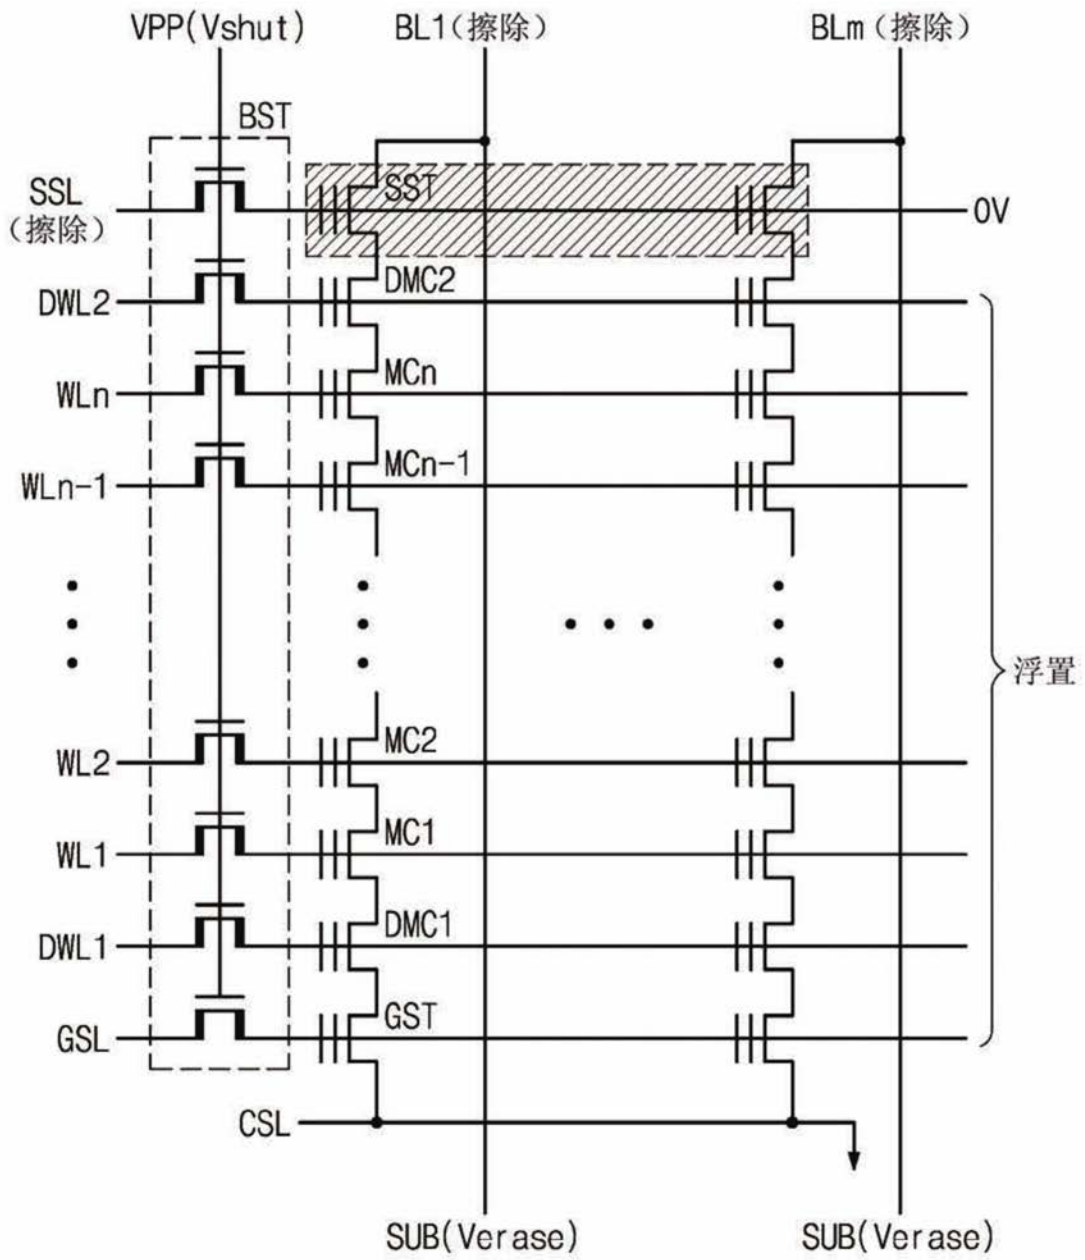 VPP(Vshut)
BL1(擦除)
BLm(擦除)
BST
SSL
(擦除)
SST
0V
DWL2
DMC2
WLn
MCn
WLn-1
MCn-1
浮置
WL2
MC2
WL1
MC1
DWL1
DMC1
GSL
GST
CSL
SUB(Verase)
SUB(Verase)